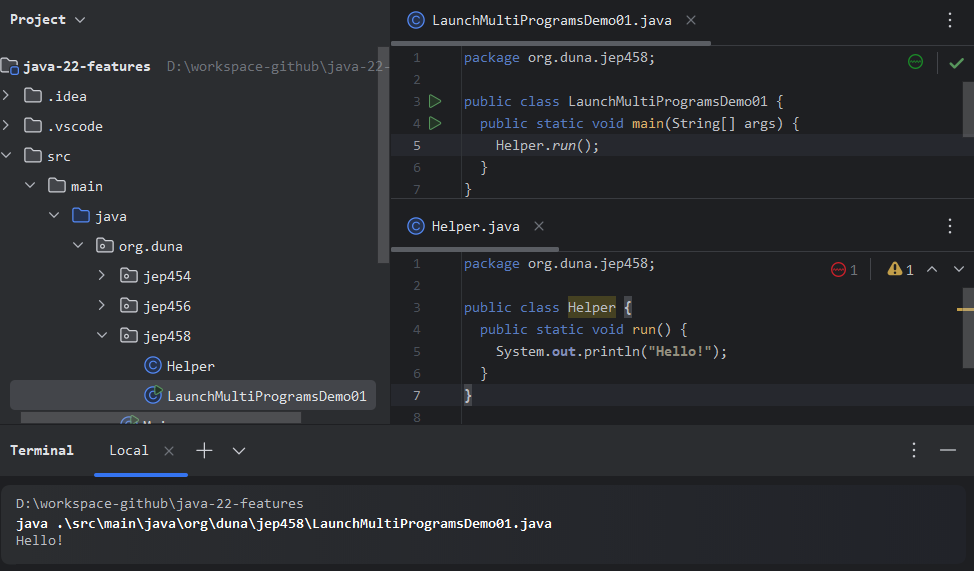 Project
java-22-features D:\workspace-github\java-22-
.idea
.vscode
src
main
java
org.duna
jep454
jep456
jep458
Helper
LaunchMultiProgramsDemo01
LaunchMultiProgramsDemo01.java
1 package org.duna.jep458;
2
3 public class LaunchMultiProgramsDemo01 {
4 public static void main(String[] args) {
5 Helper.run();
6 }
7 }
Helper.java
1 package org.duna.jep458;
1 1
2
3 public class Helper {
4 public static void run() {
5 System.out.println("Hello!");
6 }
7 }
8
Terminal Local
D:\workspace-github\java-22-features
java .\src\main\java\org\duna\jep458\LaunchMultiProgramsDemo01.java
Hello!